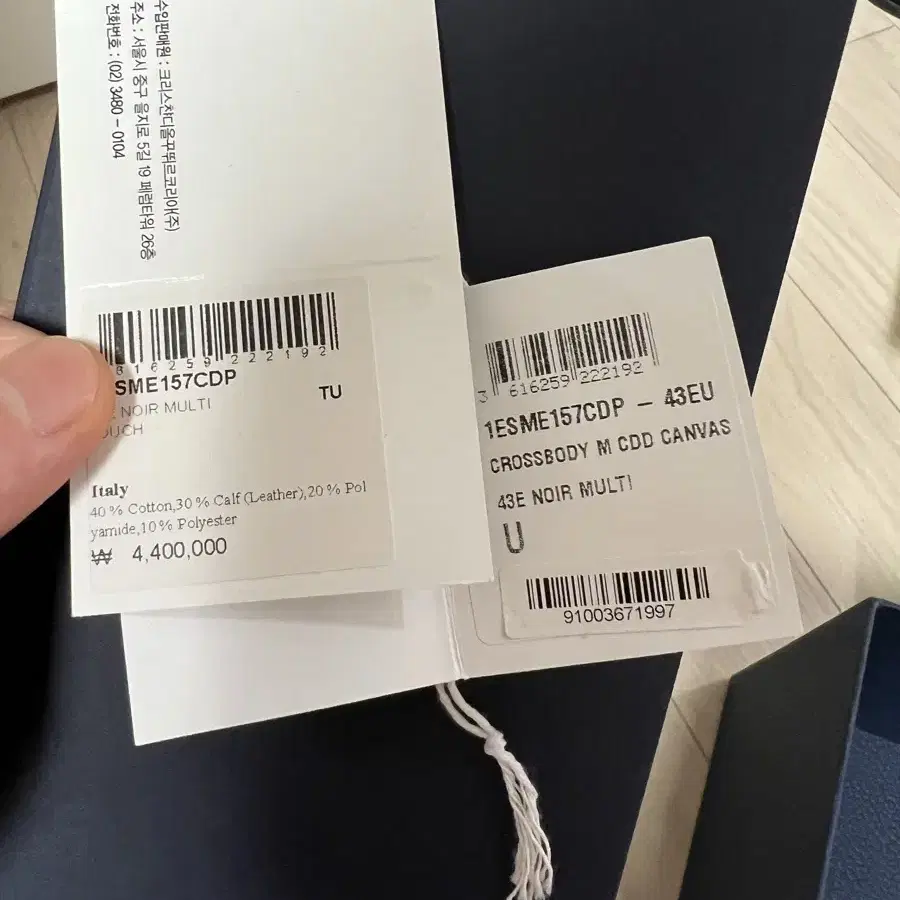 수입판매원 : 크리스챤디올꾸뛰르코리아(주)
주소 : 서울시 중구 을지로 5길 19 페럼타워 26층
전화번호 : (02) 3480 - 0104
616259 222192
SME157CDP
TU
NOIR MULTI
OUCH
Italy
40 % Cotton,30 % Calf (Leather),20 % Pol
yamide,10 % Polyester
₩ 4,400,000
3 616259 222192
1ESME157CDP - 43EU
CROSSBODY M CDD CANVAS
43E NOIR MULTI
U
91003671997